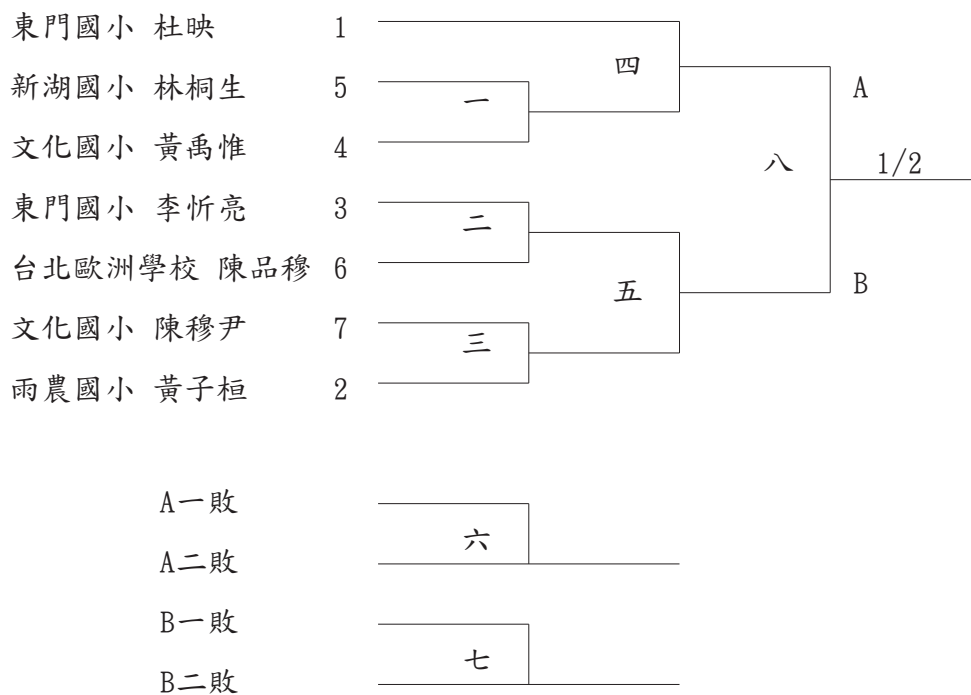 東門國小 杜映 1
四
新湖國小 林桐生 5
一
A
文化國小 黃禹惟 4
八 1/2
東門國小 李忻亮 3
二
台北歐洲學校 陳品穆 6
五
B
文化國小 陳穆尹 7
三
雨農國小 黃子桓 2
A一敗
六
A二敗
B一敗
七
B二敗